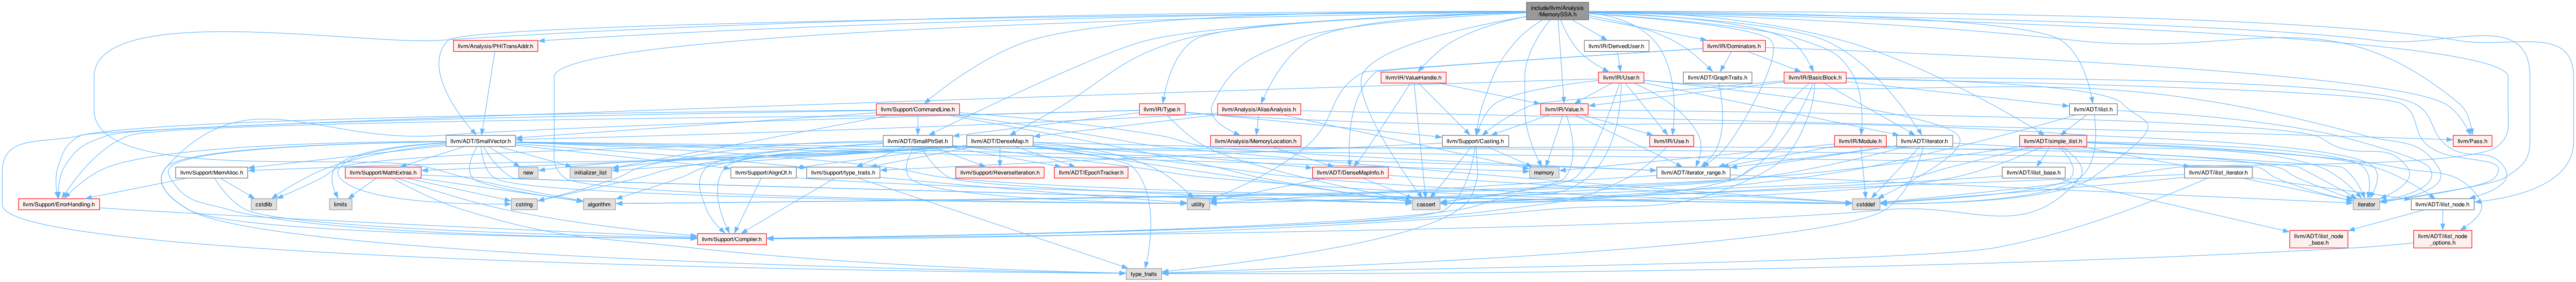 include/llvm/Analysis
/MemorySSA.h
llvm/Analysis/PHITransAddr.h
llvm/IR/DerivedUser.h
llvm/IR/Dominators.h
llvm/IR/ValueHandle.h
llvm/IR/User.h
llvm/ADT/GraphTraits.h
llvm/IR/BasicBlock.h
llvm/Support/CommandLine.h
llvm/IR/Type.h
llvm/Analysis/AliasAnalysis.h
llvm/IR/Value.h
llvm/ADT/ilist.h
llvm/ADT/SmallVector.h
llvm/ADT/SmallPtrSet.h
llvm/ADT/DenseMap.h
llvm/Analysis/MemoryLocation.h
llvm/Support/Casting.h
llvm/IR/Use.h
llvm/IR/Module.h
llvm/ADT/iterator.h
llvm/ADT/simple_ilist.h
llvm/Pass.h
llvm/Support/MemAlloc.h
llvm/Support/MathExtras.h
new
initializer_list
llvm/Support/AlignOf.h
llvm/Support/type_traits.h
llvm/Support/ReverseIteration.h
llvm/ADT/EpochTracker.h
llvm/ADT/DenseMapInfo.h
memory
llvm/ADT/iterator_range.h
llvm/ADT/ilist_base.h
llvm/ADT/ilist_iterator.h
llvm/Support/ErrorHandling.h
cstdlib
limits
cstring
algorithm
utility
cassert
cstddef
iterator
llvm/ADT/ilist_node.h
llvm/Support/Compiler.h
llvm/ADT/ilist_node
_base.h
llvm/ADT/ilist_node
_options.h
type_traits